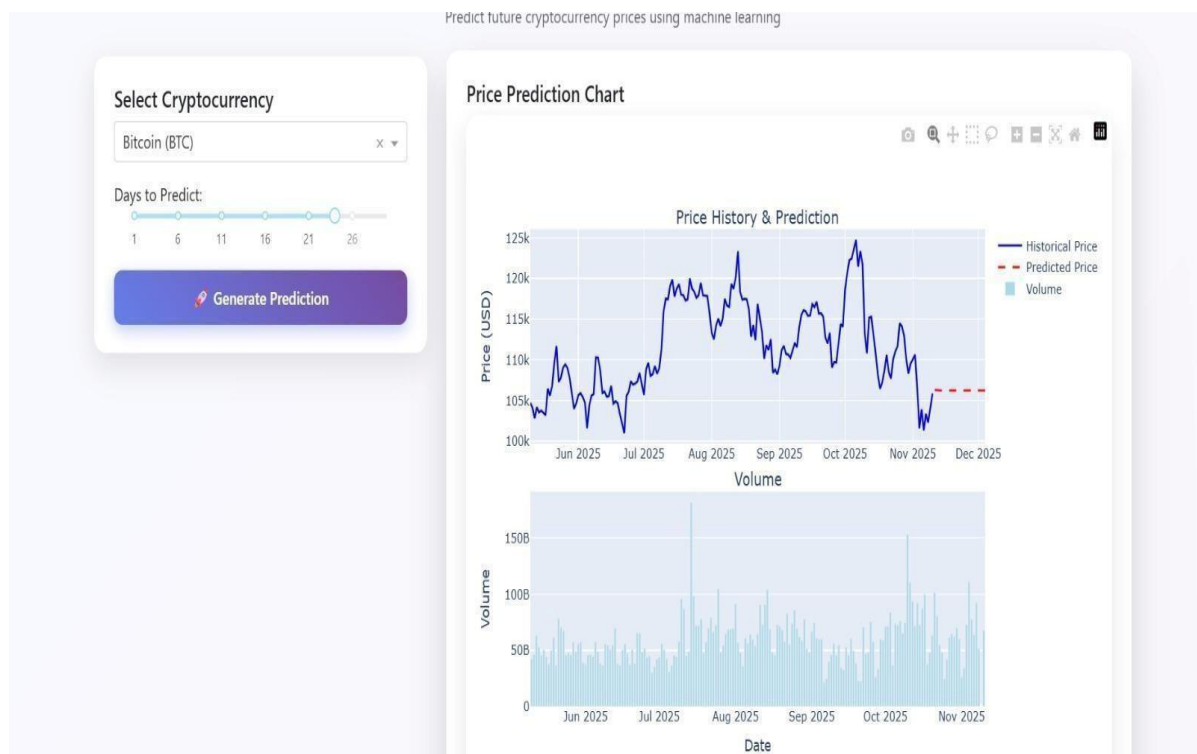 Predict future cryptocurrency prices using machine learning
Select Cryptocurrency
Bitcoin (BTC)
x
Days to Predict:
1 6 11 16 21 26
Generate Prediction
Price Prediction Chart
Price History & Prediction
125k
120k
115k
110k
105k
100k
Price (USD)
Jun 2025 Jul 2025 Aug 2025 Sep 2025 Oct 2025 Nov 2025 Dec 2025
Historical Price
Predicted Price
Volume
Volume
150B
100B
50B
0
Volume
Jun 2025 Jul 2025 Aug 2025 Sep 2025 Oct 2025 Nov 2025
Date